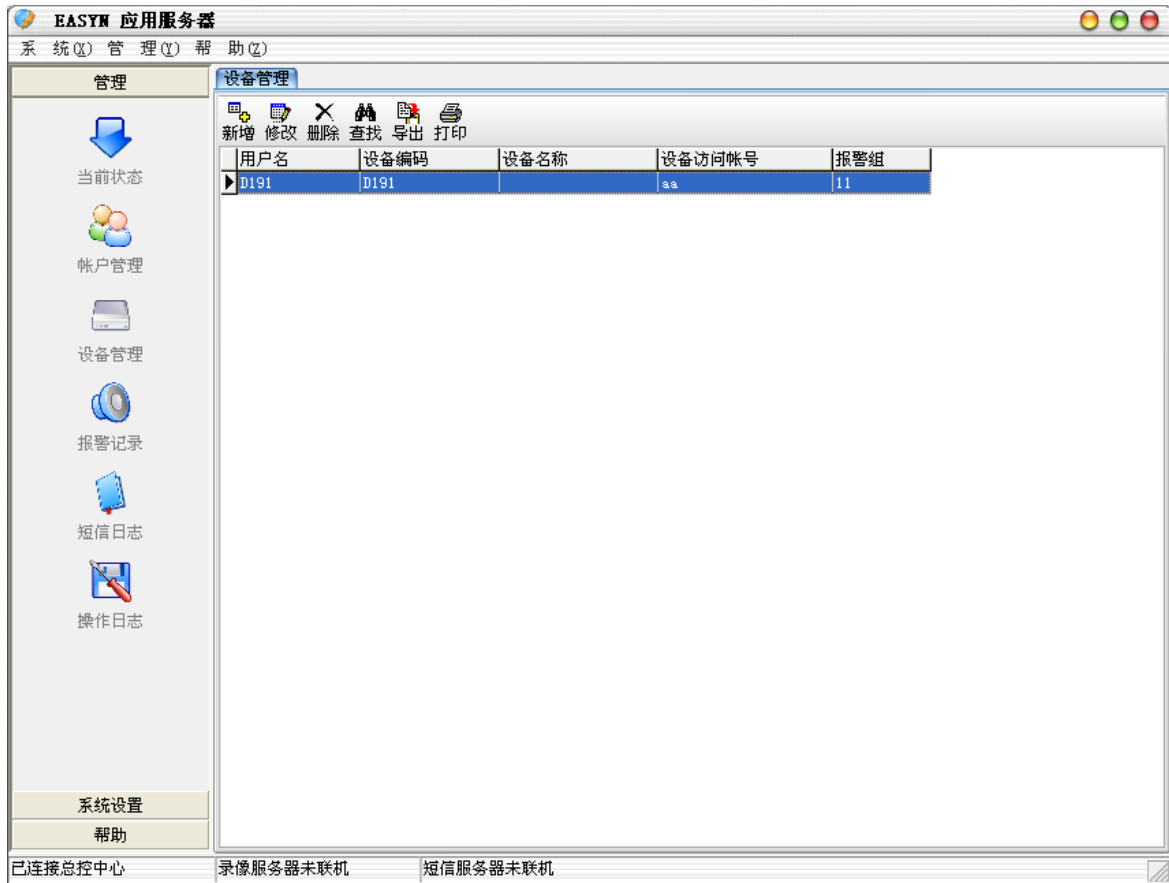 EASYN 应用服务器
系 统(X) 管 理(Y) 帮 助(Z)
管理
当前状态
帐户管理
设备管理
报警记录
短信日志
操作日志
系统设置
帮助
设备管理
新增 修改 删除 查找 导出 打印
用户名 设备编码 设备名称 设备访问帐号 报警组
D191 D191 aa 11
已连接总控中心 录像服务器未联机 短信服务器未联机